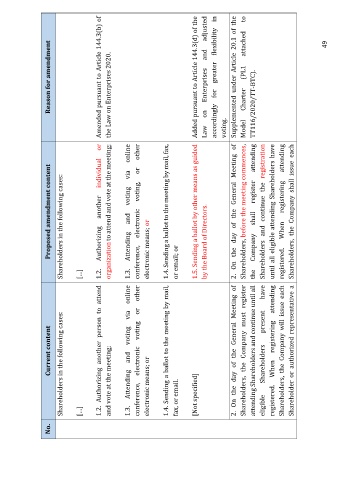 No.
Current content
Proposed amendment content
Reason for amendment
Shareholders in the following cases:
[...]
1.2. Authorizing another person to attend
and vote at the meeting;
1.3. Attending and voting via online
conference, electronic voting or other
electronic means; or
1.4. Sending a ballot to the meeting by mail,
fax, or email.
[Not specified]
Shareholders in the following cases:
[...]
1.2. Authorizing another individual or
organization to attend and vote at the meeting;
1.3. Attending and voting via online
conference, electronic voting, or other
electronic means; or
1.4. Sending a ballot to the meeting by mail, fax,
or email; or
1.5. Sending a ballot by other means as guided
by the Board of Directors.
Amended pursuant to Article 144.3(b) of
the Law on Enterprises 2020.
Added pursuant to Article 144.3(d) of the
Law on Enterprises and adjusted
accordingly for greater flexibility in
voting.
2. On the day of the General Meeting of
Shareholders, the Company must register
attending Shareholders and continue until all
eligible Shareholders present have
registered. When registering attending
Shareholders, the Company will issue each
Shareholder or authorized representative a
2. On the day of the General Meeting of
Shareholders, before the meeting commences,
the Company shall register attending
Shareholders and continue the registration
until all eligible attending Shareholders have
registered. When registering attending
Shareholders, the Company shall issue each
Supplemented under Article 20.1 of the
Model Charter (PL1 attached to
TT116/2020/TT-BTC).
49